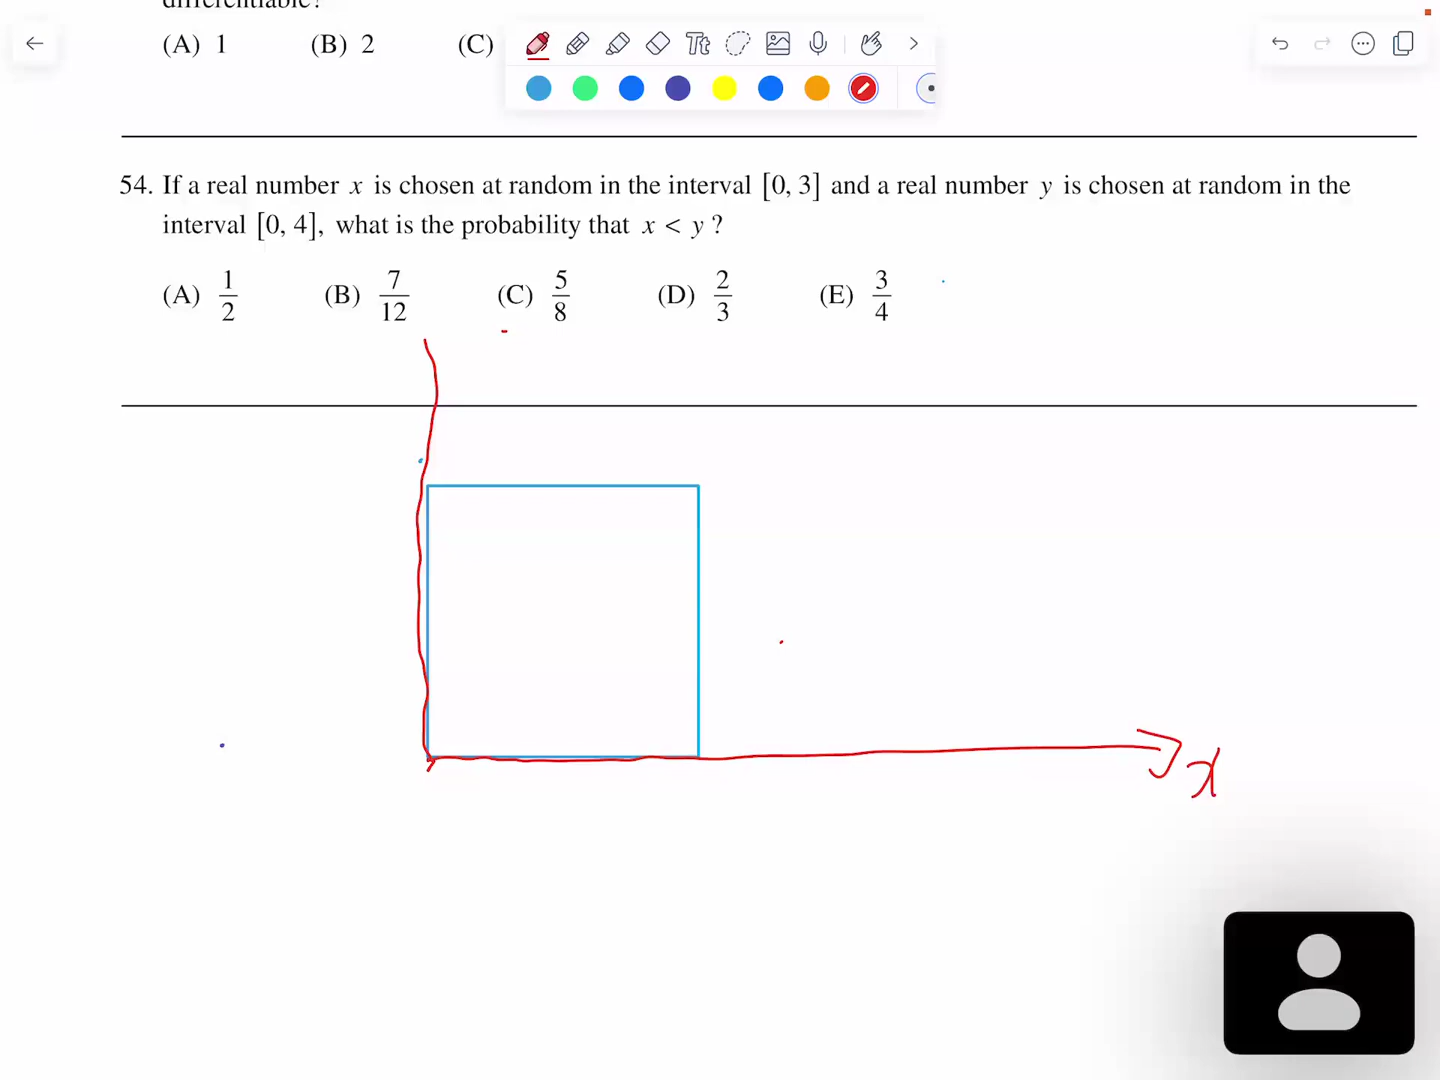 differentiable?
(A) 1 (B) 2 (C)
Tt
54. If a real number x is chosen at random in the interval [0, 3] and a real number y is chosen at random in the
interval [0, 4], what is the probability that x < y ?
(A) 1/2 (B) 7/12 (C) 5/8 (D) 2/3 (E) 3/4
x